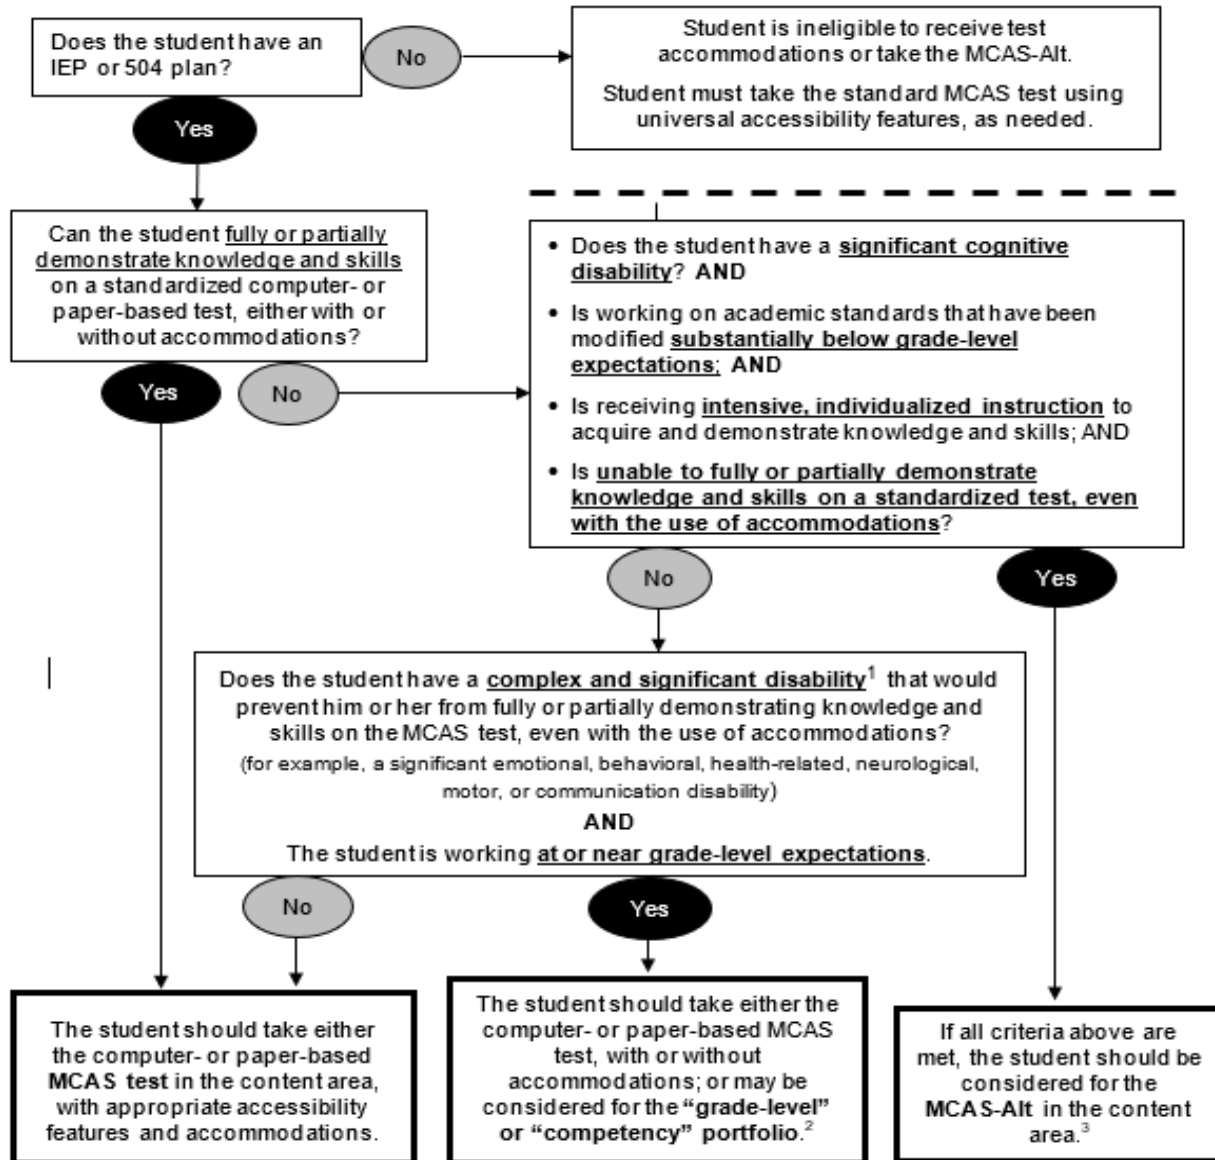 Does the student have an
IEP or 504 plan?
No
Student is ineligible to receive test
accommodations or take the MCAS-Alt.
Student must take the standard MCAS test using
universal accessibility features, as needed.
Yes
Can the student fully or partially
demonstrate knowledge and skills
on a standardized computer- or
paper-based test, either with or
without accommodations?
Yes
No
• Does the student have a significant cognitive
disability? AND
• Is working on academic standards that have been
modified substantially below grade-level
expectations; AND
• Is receiving intensive, individualized instruction to
acquire and demonstrate knowledge and skills; AND
• Is unable to fully or partially demonstrate
knowledge and skills on a standardized test, even
with the use of accommodations?
No
Yes
Does the student have a complex and significant disability¹ that would
prevent him or her from fully or partially demonstrating knowledge and
skills on the MCAS test, even with the use of accommodations?
(for example, a significant emotional, behavioral, health-related, neurological,
motor, or communication disability)
AND
The student is working at or near grade-level expectations.
No
Yes
The student should take either
the computer- or paper-based
MCAS test in the content area,
with appropriate accessibility
features and accommodations.
The student should take either the
computer- or paper-based MCAS
test, with or without
accommodations; or may be
considered for the “grade-level”
or “competency” portfolio.²
If all criteria above are
met, the student should be
considered for the
MCAS-Alt in the content
area.³